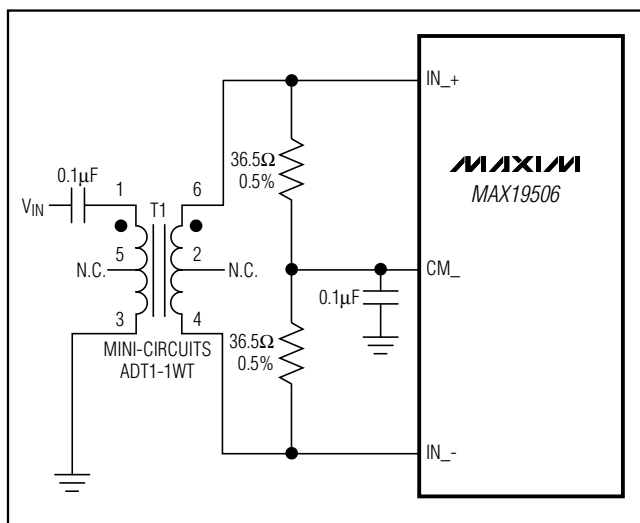 IN_+
36.5Ω
0.5%
MAXIM
MAX19506
0.1μF
VIN
1
6
T1
5
2
N.C.
N.C.
CM_
0.1μF
3
4
36.5Ω
0.5%
MINI-CIRCUITS
ADT1-1WT
IN_-